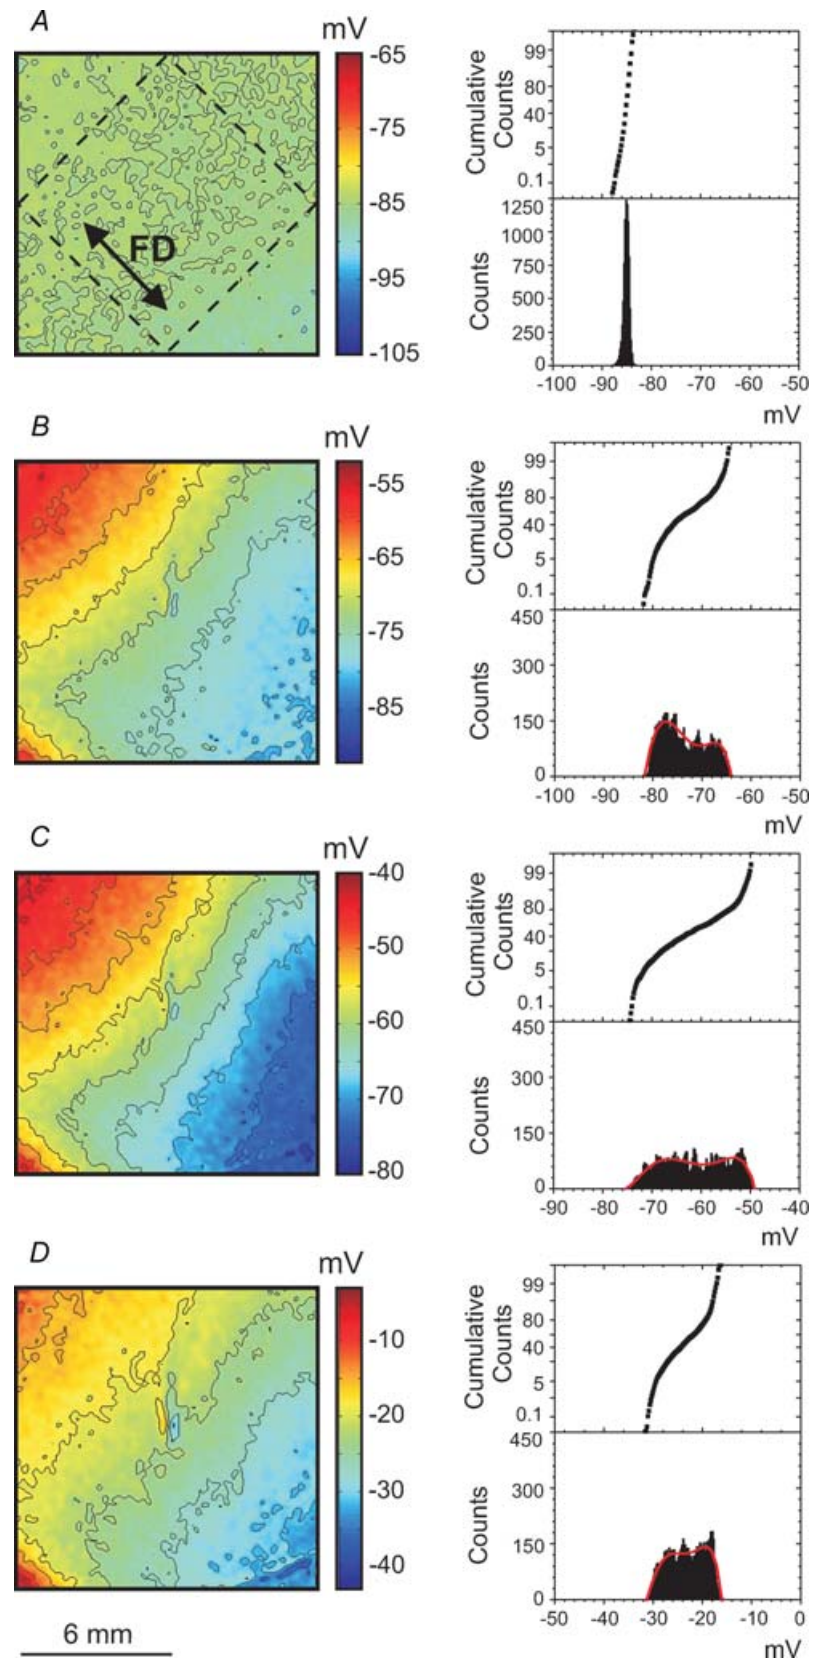 A
mV
-65
-75
-85
-95
-105
FD
Cumulative
Counts
99
80
40
5
0.1
Counts
1250
1000
750
500
250
0
-100 -90 -80 -70 -60 -50
mV
B
mV
-55
-65
-75
-85
Cumulative
Counts
99
80
40
5
0.1
Counts
450
300
150
0
-100 -90 -80 -70 -60 -50
mV
C
mV
-40
-50
-60
-70
-80
Cumulative
Counts
99
80
40
5
0.1
Counts
450
300
150
0
-90 -80 -70 -60 -50 -40
mV
D
mV
-10
-20
-30
-40
Cumulative
Counts
99
80
40
5
0.1
Counts
450
300
150
0
-50 -40 -30 -20 -10 0
mV
6 mm